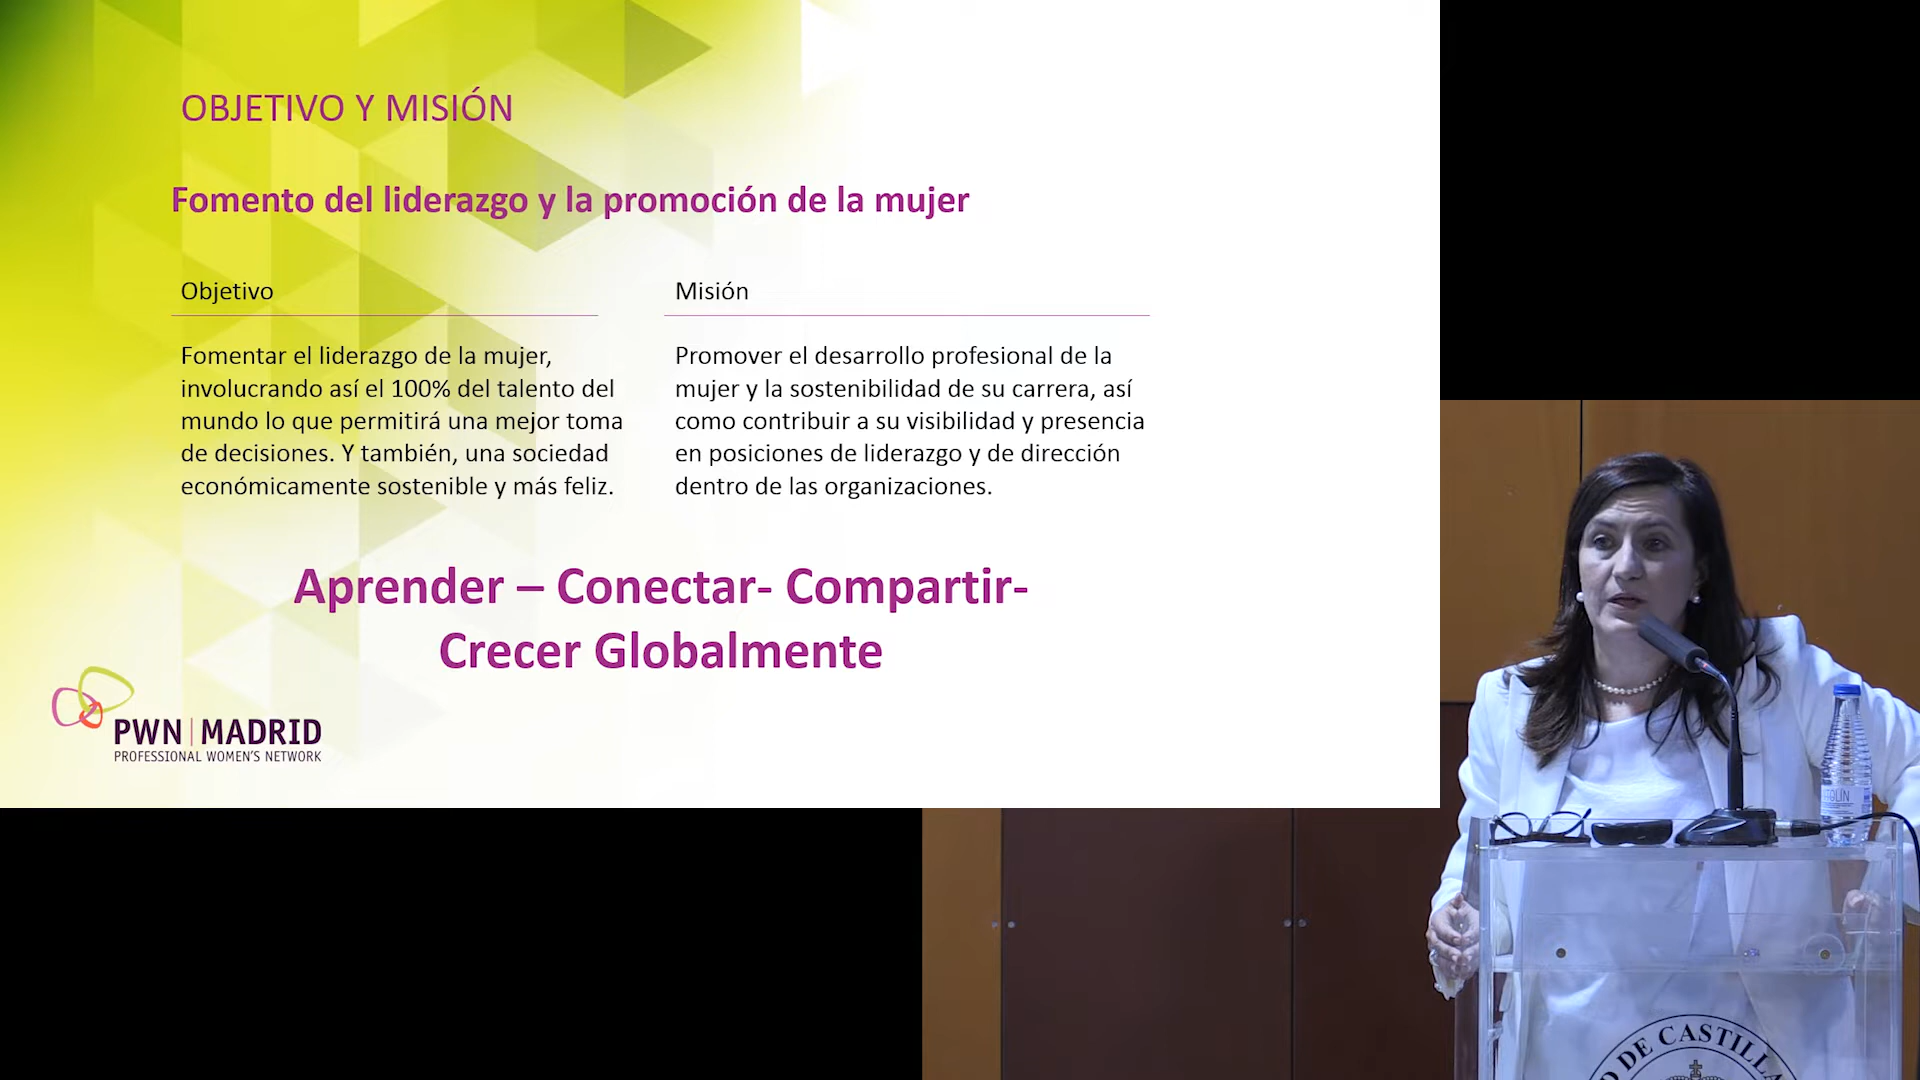 OBJETIVO Y MISIÓN
Fomento del liderazgo y la promoción de la mujer
Objetivo
Fomentar el liderazgo de la mujer,
involucrando así el 100% del talento del
mundo lo que permitirá una mejor toma
de decisiones. Y también, una sociedad
económicamente sostenible y más feliz.
Misión
Promover el desarrollo profesional de la
mujer y la sostenibilidad de su carrera, así
como contribuir a su visibilidad y presencia
en posiciones de liderazgo y de dirección
dentro de las organizaciones.
Aprender – Conectar- Compartir-
Crecer Globalmente
PWN | MADRID
PROFESSIONAL WOMEN'S NETWORK
DE CASTILLA